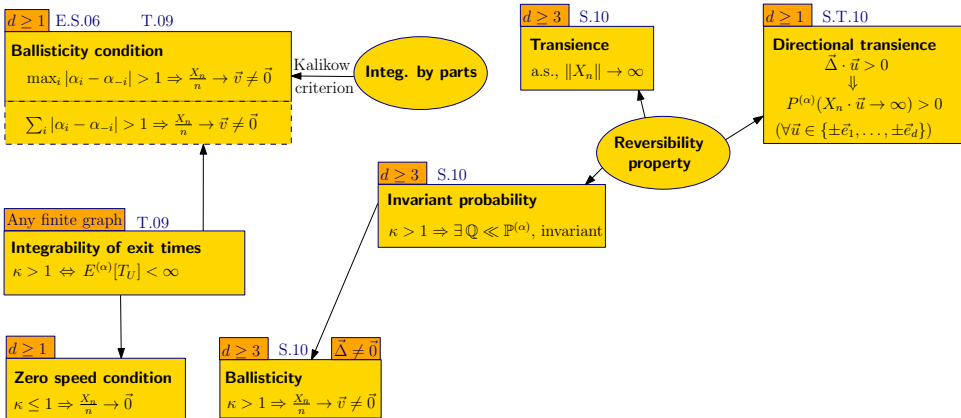 d ≥ 1 E.S.06 T.09
Ballisticity condition
max_i |α_i − α_{−i}| > 1 ⇒ X_n/n → v⃗ ≠ 0⃗
∑_i |α_i − α_{−i}| > 1 ⇒ X_n/n → v⃗ ≠ 0⃗
Kalikow
criterion
Integ. by parts
d ≥ 3 S.10
Transience
a.s., ‖X_n‖ → ∞
d ≥ 1 S.T.10
Directional transience
Δ⃗ · u⃗ > 0
⇓
P^{(α)}(X_n · u⃗ → ∞) > 0
(∀u⃗ ∈ {±e⃗_1, . . . , ±e⃗_d})
Reversibility
property
d ≥ 3 S.10
Invariant probability
κ > 1 ⇒ ∃ ℚ ≪ ℙ^{(α)}, invariant
Any finite graph T.09
Integrability of exit times
κ > 1 ⇔ E^{(α)}[T_U] < ∞
d ≥ 1
Zero speed condition
κ ≤ 1 ⇒ X_n/n → 0⃗
d ≥ 3 S.10 Δ⃗ ≠ 0⃗
Ballisticity
κ > 1 ⇒ X_n/n → v⃗ ≠ 0⃗